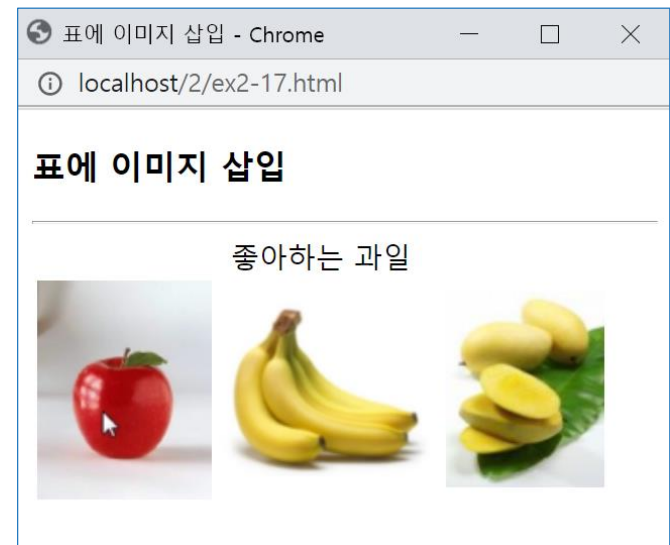 표에 이미지 삽입 - Chrome
localhost/2/ex2-17.html
표에 이미지 삽입
좋아하는 과일